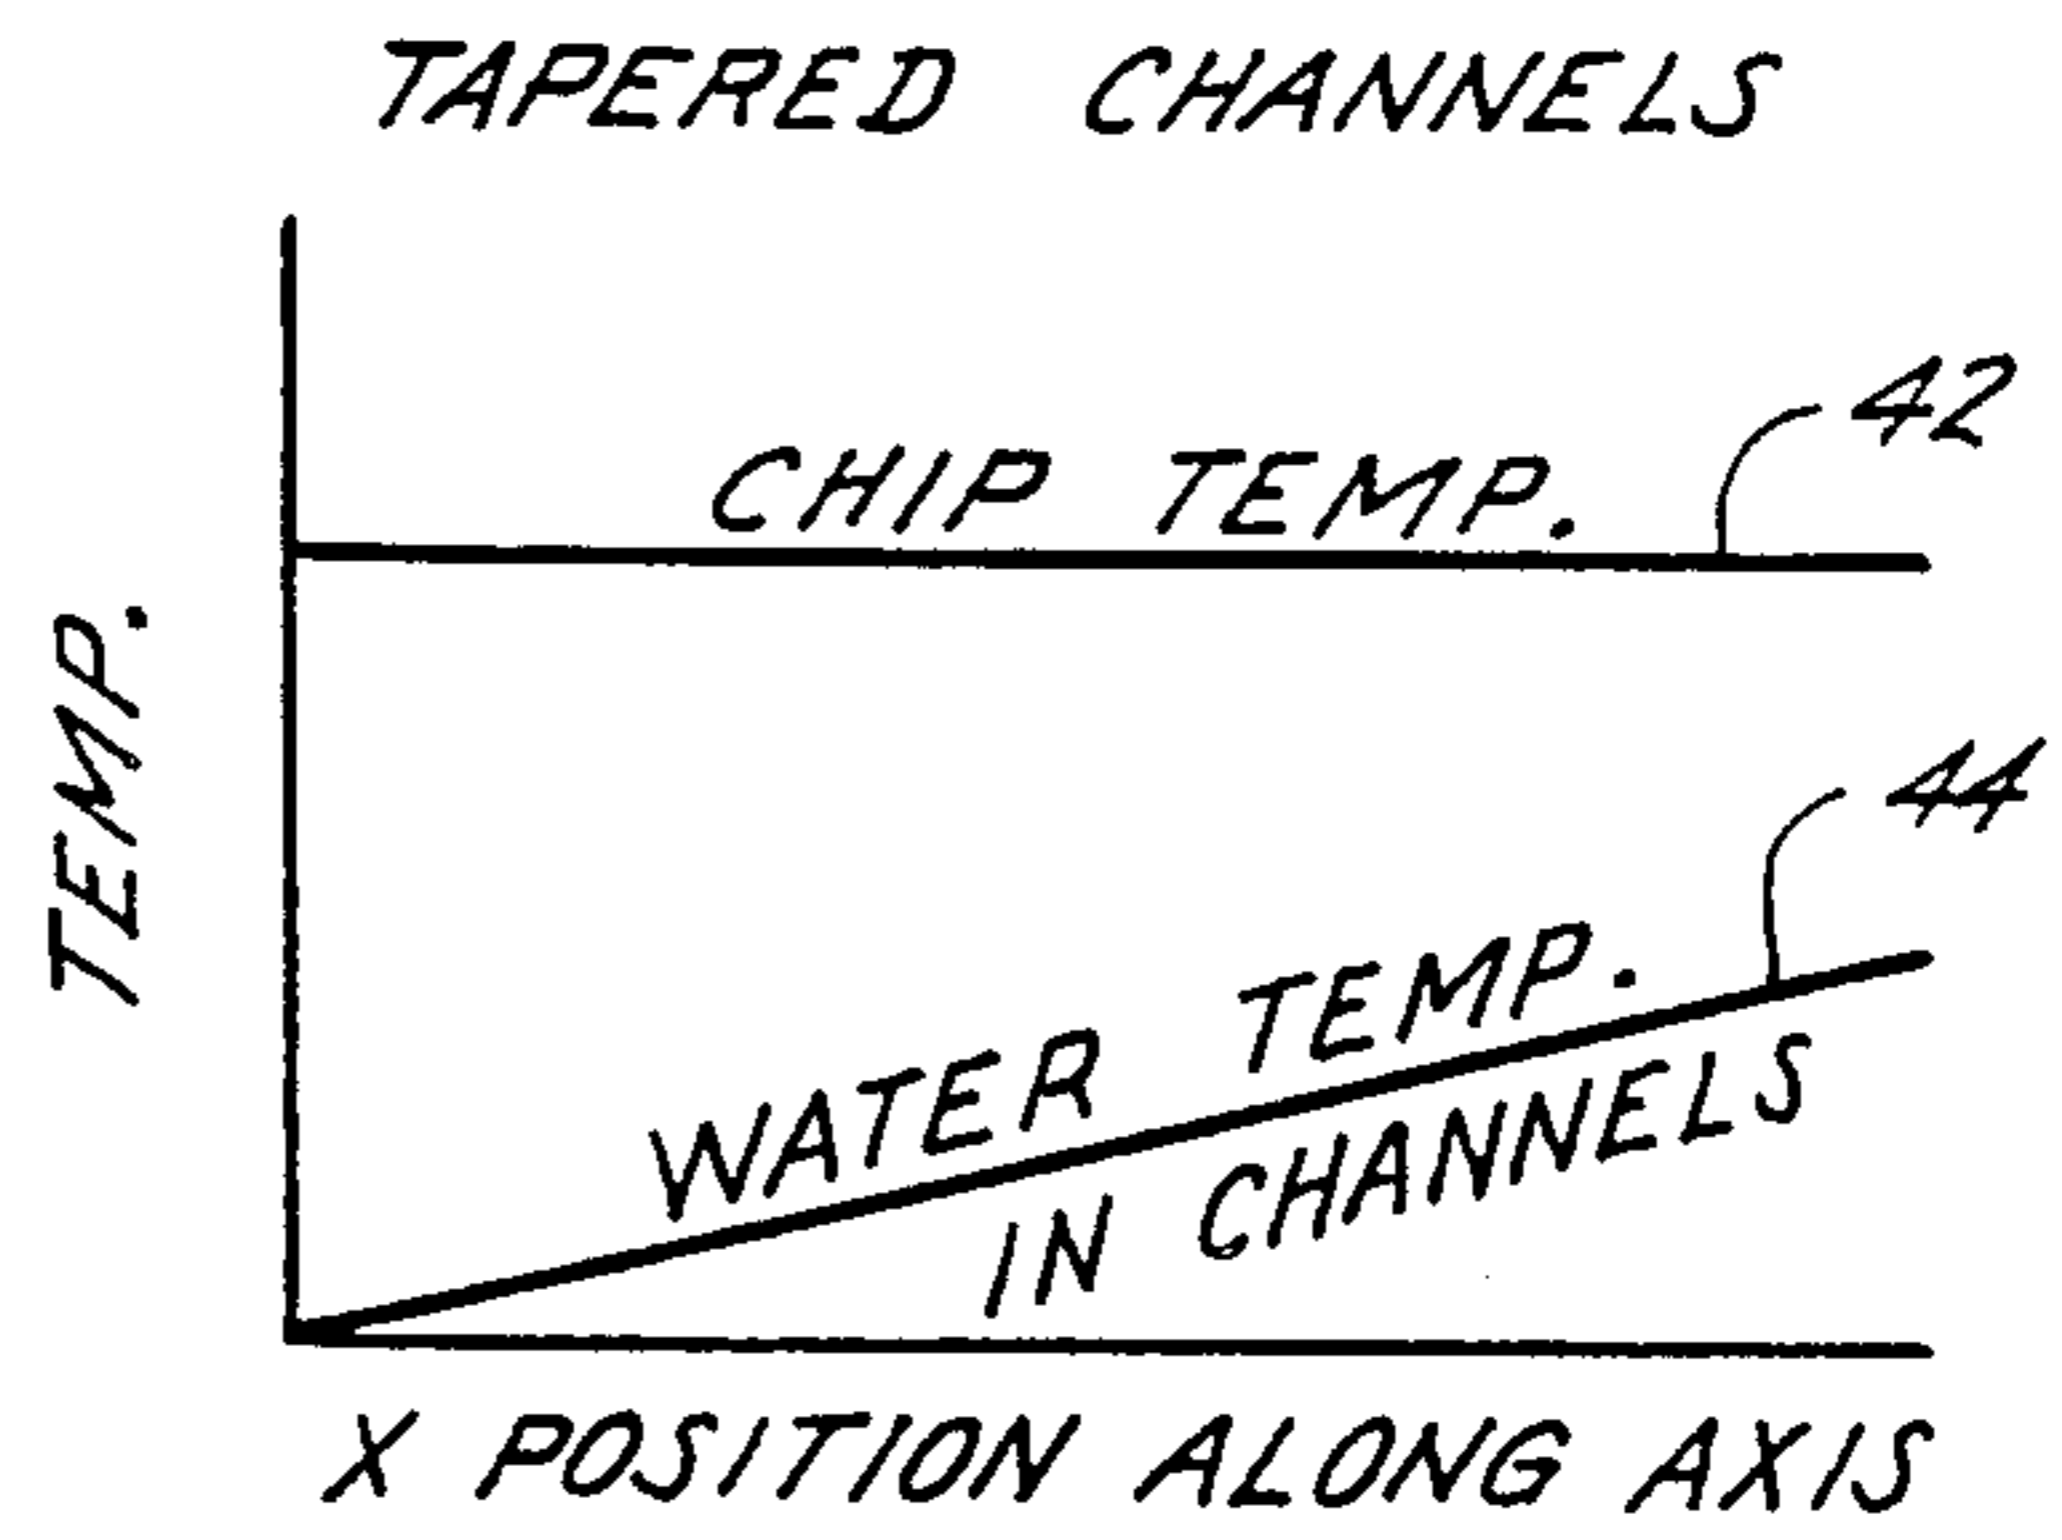 TAPERED CHANNELS
42
CHIP TEMP.
TEMP.
44
WATER TEMP.
IN CHANNELS
X POSITION ALONG AXIS